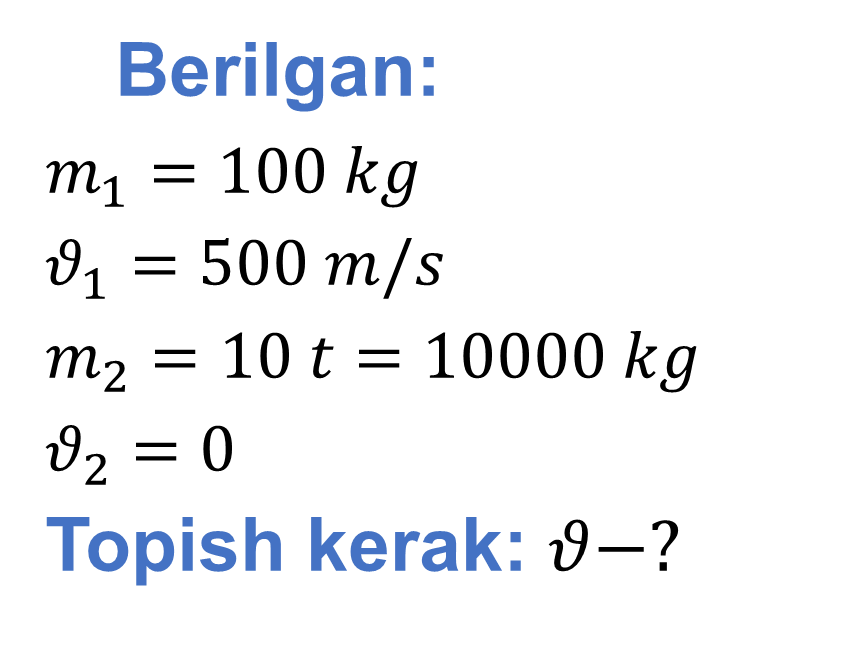 Berilgan:
m₁ = 100 kg
ϑ₁ = 500 m/s
m₂ = 10 t = 10000 kg
ϑ₂ = 0
Topish kerak: ϑ−?